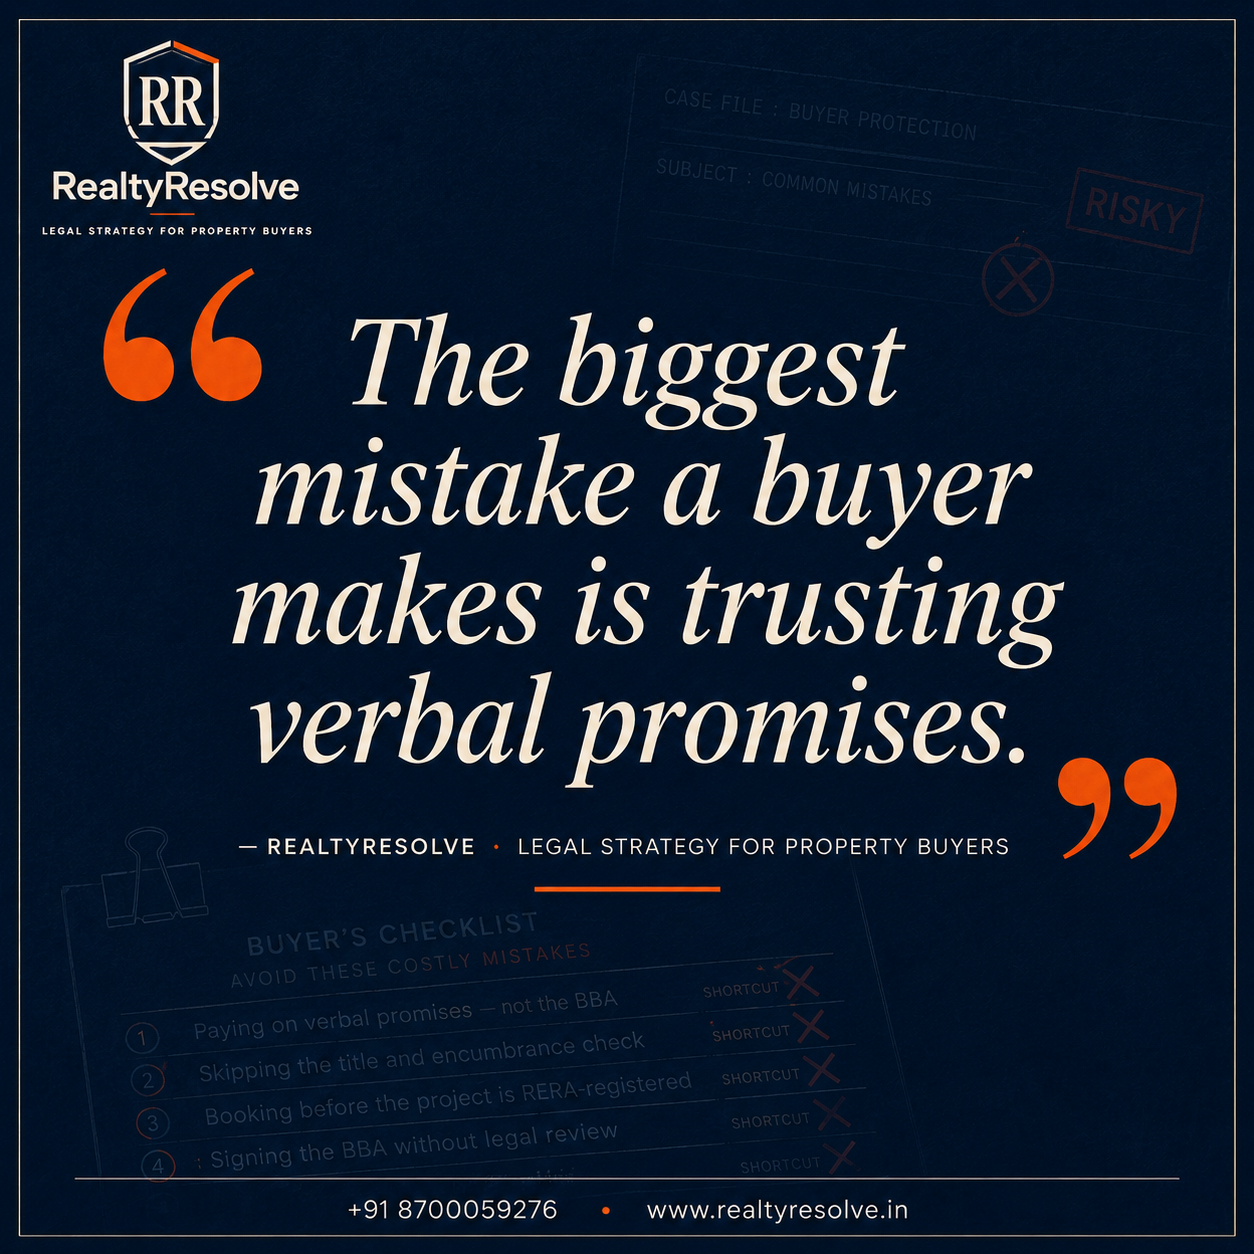 RR
RealtyResolve
LEGAL STRATEGY FOR PROPERTY BUYERS
CASE FILE : BUYER PROTECTION
SUBJECT : COMMON MISTAKES
RISKY
“
The biggest
mistake a buyer
makes is trusting
verbal promises.
”
— REALTYRESOLVE • LEGAL STRATEGY FOR PROPERTY BUYERS
BUYER'S CHECKLIST
AVOID THESE COSTLY MISTAKES
1 Paying on verbal promises — not the BBA SHORTCUT
2 Skipping the title and encumbrance check SHORTCUT
3 Booking before the project is RERA-registered SHORTCUT
4 Signing the BBA without legal review SHORTCUT
SHORTCUT
+91 8700059276 • www.realtyresolve.in